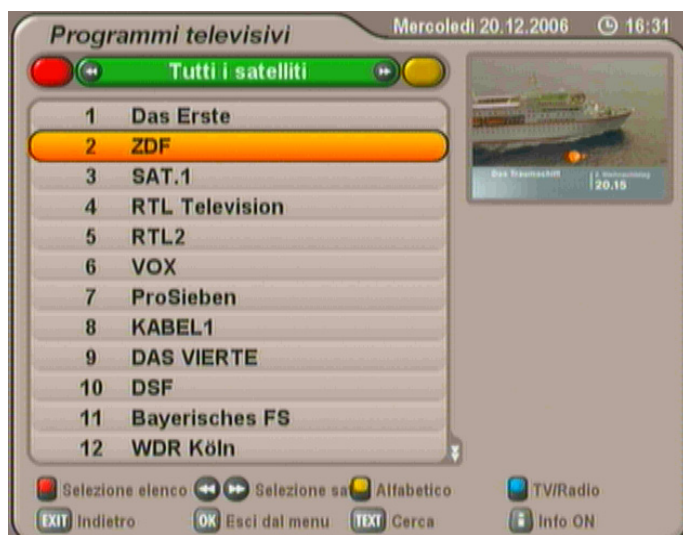 Programmi televisivi
Mercoledì 20.12.2006 16:31
Tutti i satelliti
1 Das Erste
2 ZDF
3 SAT.1
4 RTL Television
5 RTL2
6 VOX
7 ProSieben
8 KABEL1
9 DAS VIERTE
10 DSF
11 Bayerisches FS
12 WDR Köln
Das Traumschiff
20.15
Selezione elenco Selezione sa Alfabetico TV/Radio
EXIT Indietro OK Esci dal menu TEXT Cerca i Info ON